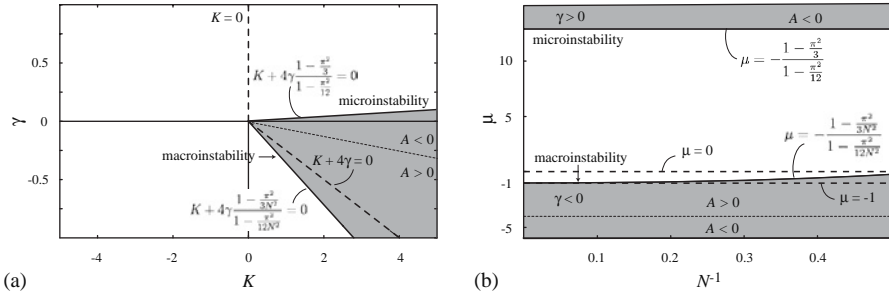 K = 0
0.5
0
-0.5
γ
K + 4γ (1 - π²/3)/(1 - π²/12) = 0
microinstability
A < 0
A > 0
macroinstability
K + 4γ = 0
K + 4γ (1 - π²/3N²)/(1 - π²/12N²) = 0
-4 -2 0 2 4
K
(a)
γ > 0 A < 0
microinstability
μ = - (1 - π²/3)/(1 - π²/12)
10
5
-1
-5
μ
μ = - (1 - π²/3N²)/(1 - π²/12N²)
macroinstability
μ = 0
γ < 0
A > 0
μ = -1
A < 0
0.1 0.2 0.3 0.4
N⁻¹
(b)